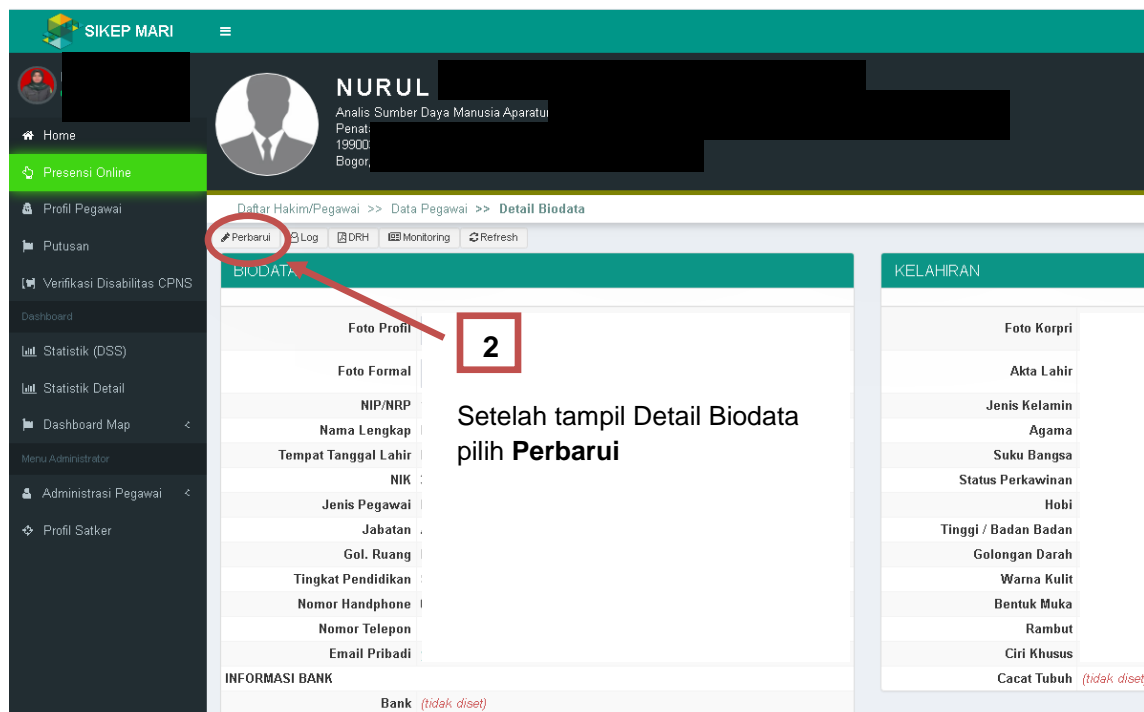 SIKEP MARI
NURUL
Analis Sumber Daya Manusia Aparatur
Bogor,
Home
Presensi Online
Profil Pegawai
Putusan
Verifikasi Disabilitas CPNS
Dashboard
Statistik (DSS)
Statistik Detail
Dashboard Map
Menu Administrator
Administrasi Pegawai
Profil Satker
Daftar Hakim/Pegawai >> Data Pegawai >> Detail Biodata
Perbarui Log DRH Monitoring Refresh
BIODATA
Foto Profil
Foto Formal
NIP/NRP
Nama Lengkap
Tempat Tanggal Lahir
NIK
Jenis Pegawai
Jabatan
Gol. Ruang
Tingkat Pendidikan
Nomor Handphone
Nomor Telepon
Email Pribadi
INFORMASI BANK
Bank (tidak diset)
2
Setelah tampil Detail Biodata
pilih Perbarui
KELAHIRAN
Foto Korpri
Akta Lahir
Jenis Kelamin
Agama
Suku Bangsa
Status Perkawinan
Hobi
Tinggi / Badan Badan
Golongan Darah
Warna Kulit
Bentuk Muka
Rambut
Ciri Khusus
Cacat Tubuh (tidak diset)